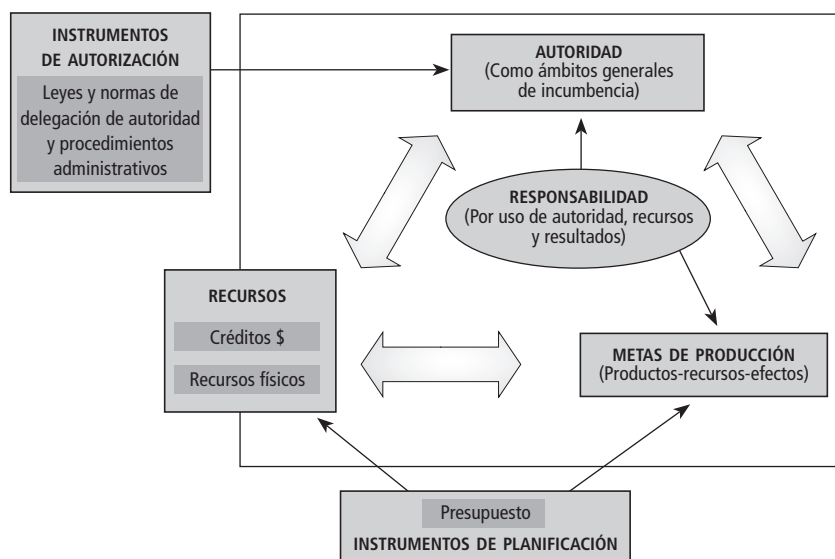 INSTRUMENTOS
DE AUTORIZACIÓN
Leyes y normas de
delegación de autoridad
y procedimientos
administrativos
AUTORIDAD
(Como ámbitos generales
de incumbencia)
RESPONSABILIDAD
(Por uso de autoridad, recursos
y resultados)
RECURSOS
Créditos $
Recursos físicos
METAS DE PRODUCCIÓN
(Productos-recursos-efectos)
Presupuesto
INSTRUMENTOS DE PLANIFICACIÓN